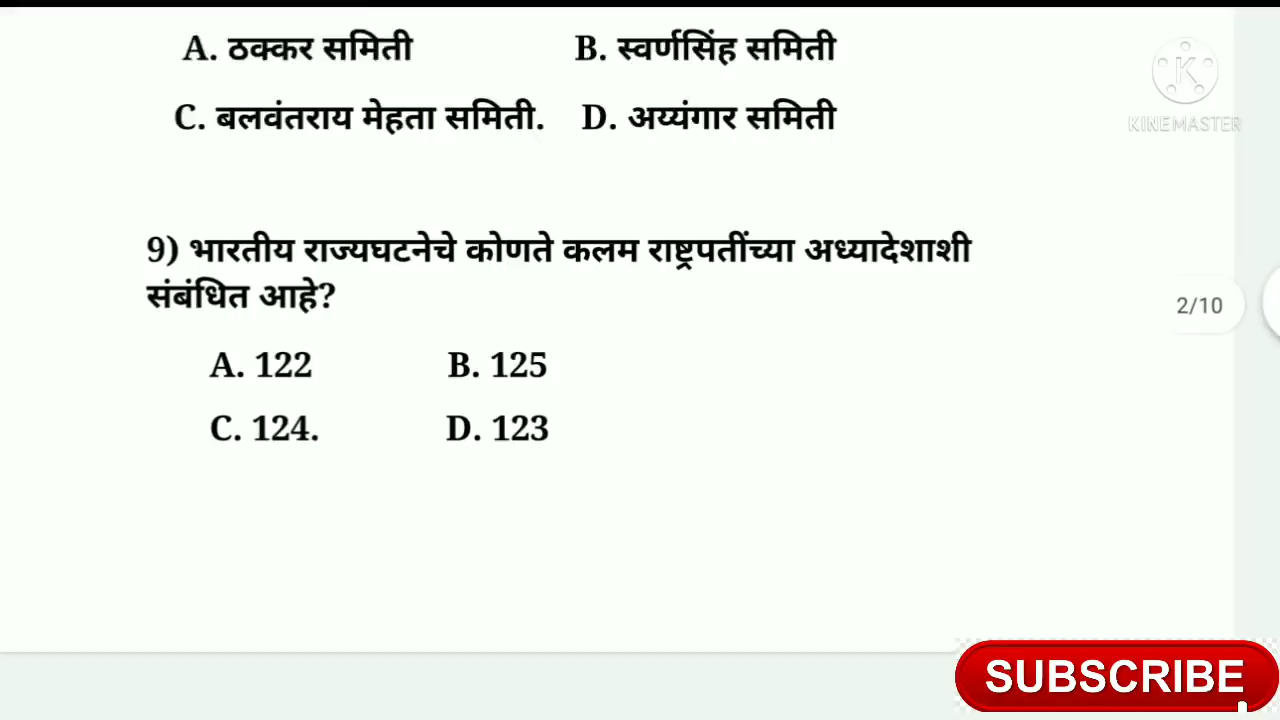 A. ठक्कर समिती B. स्वर्णसिंह समिती
C. बलवंतराय मेहता समिती. D. अय्यंगार समिती
KINEMASTER
9) भारतीय राज्यघटनेचे कोणते कलम राष्ट्रपतींच्या अध्यादेशाशी
संबंधित आहे?
2/10
A. 122 B. 125
C. 124. D. 123
SUBSCRIBE